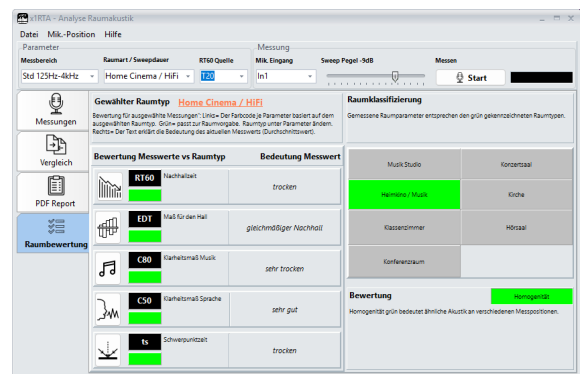 x1RTA - Analyse Raumakustik
Datei Mik.-Position Hilfe
Parameter
Messung
Messbereich Raumart / Sweepdauer RT60 Quelle Mik. Eingang Sweep Pegel -9dB Messen
Std 125Hz-4kHz Home Cinema / HiFi T20 In1 Start
Messungen
Vergleich
PDF Report
Raumbewertung
Gewählter Raumtyp Home Cinema / HiFi
Bewertung für ausgewählte Messungen": Links= Der Farbcode je Parameter basiert auf dem
ausgewählten Raumtyp. Grün= passt zur Raumvorgabe. Raumtyp unter Parameter ändern.
Rechts= Der Text erklärt die Bedeutung des aktuellen Messwerts (Durchschnittswert).
Bewertung Messwerte vs Raumtyp Bedeutung Messwert
RT60 Nachhallzeit trocken
EDT Maß für den Hall gleichmäßiger Nachhall
C80 Klarheitsmaß Musik sehr trocken
C50 Klarheitsmaß Sprache sehr gut
ts Schwerpunktzeit trocken
Raumklassifizierung
Gemessene Raumparameter entsprechen den grün gekennzeichneten Raumtypen.
Musik Studio Konzertsaal
Heimkino / Musik Kirche
Klassenzimmer Hörsaal
Konferenzraum
Bewertung Homogenität
Homogenität grün bedeutet ähnliche Akustik an verschiedenen Messpositionen.